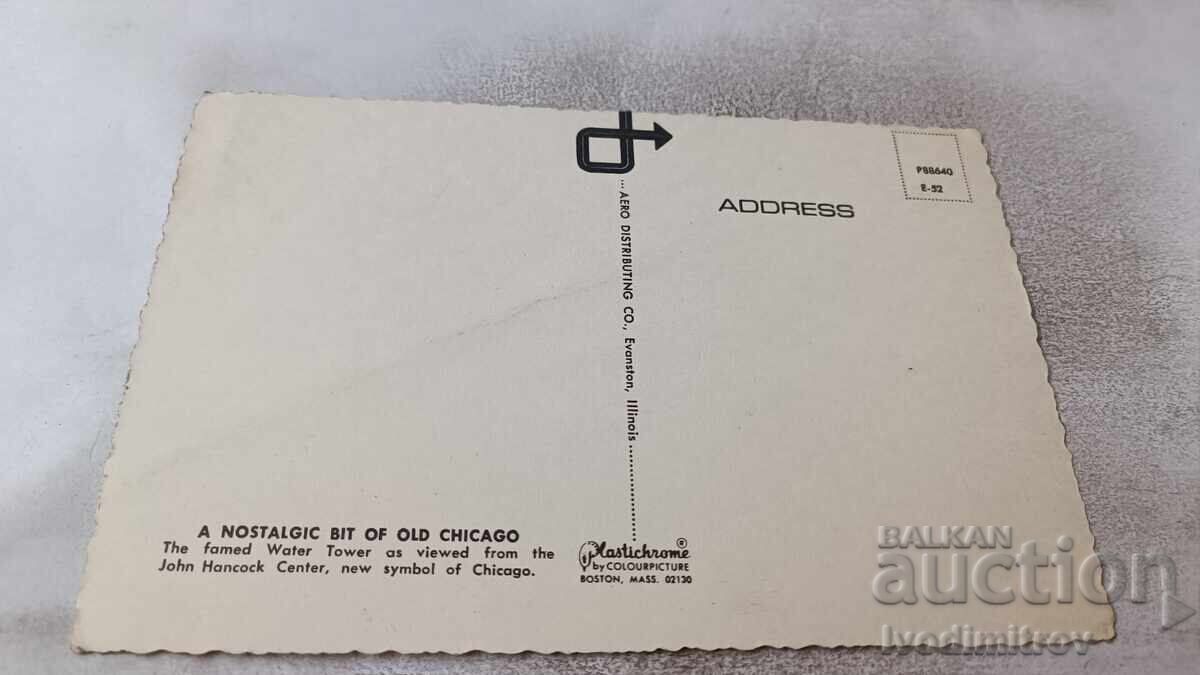 P88640
E-52
ADDRESS
...AERO DISTRIBUTING CO., Evanston, Illinois
A NOSTALGIC BIT OF OLD CHICAGO
The famed Water Tower as viewed from the
John Hancock Center, new symbol of Chicago.
Plastichrome®
by COLOURPICTURE
BOSTON, MASS. 02130
BALKAN
auction
Ivodimitrov